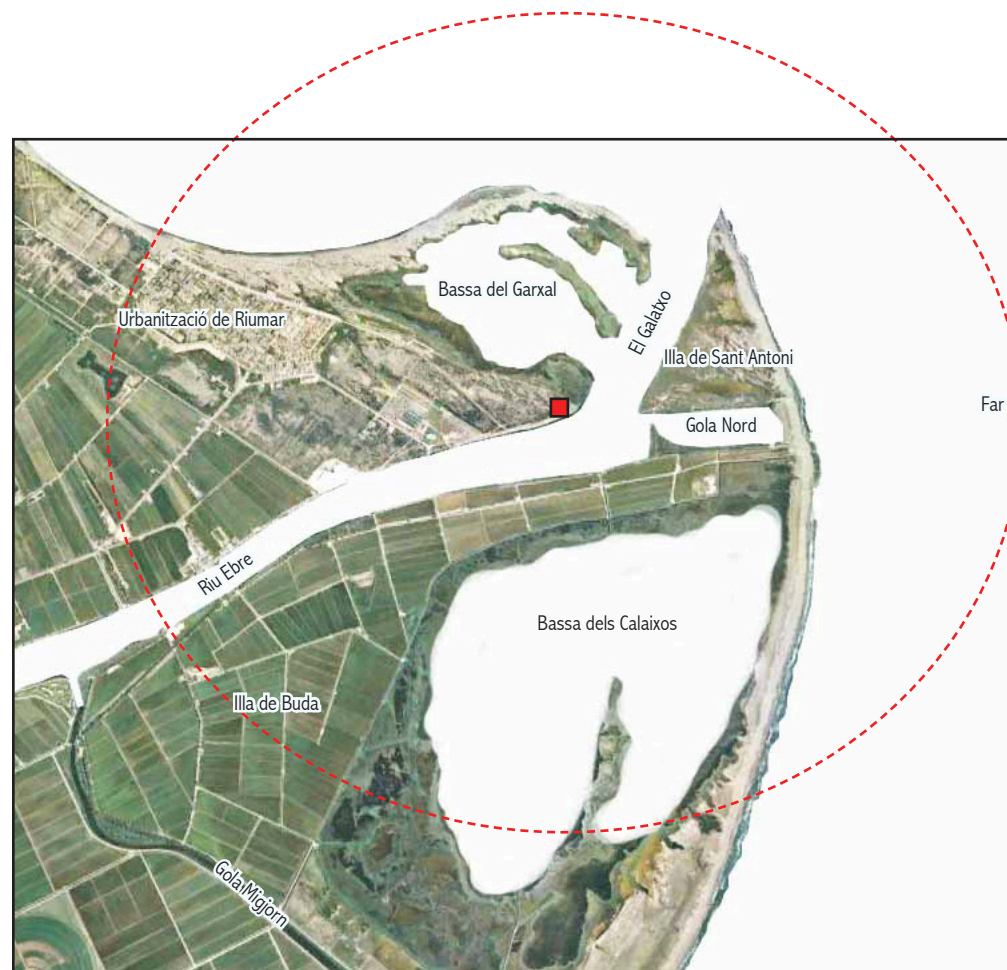 Bassa del Garxal
El Galatxo
Urbanització de Riumar
Illa de Sant Antoni
Far
Gola Nord
Riu Ebre
Bassa dels Calaixos
Illa de Buda
Gola Migjorn